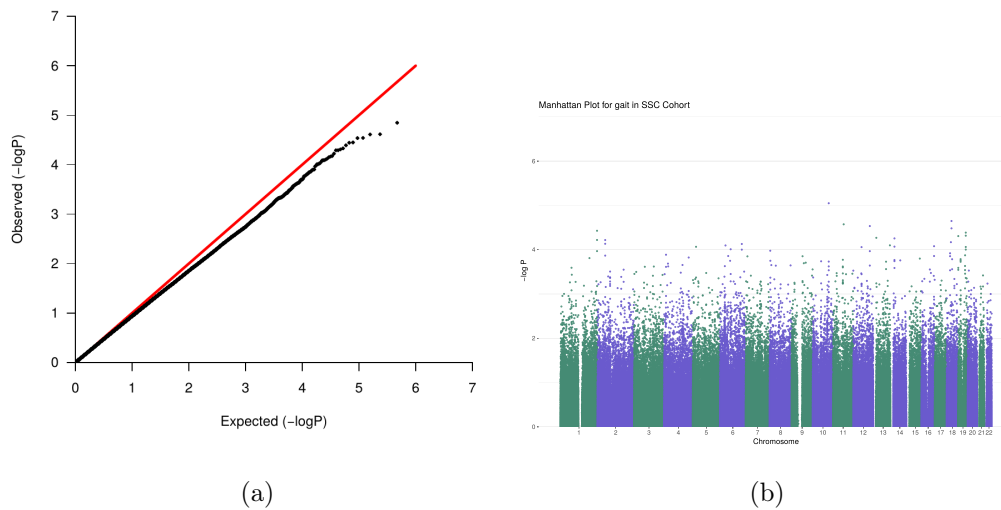 7
6
5
4
3
2
1
0
Observed (−logP)
0 1 2 3 4 5 6 7
Expected (−logP)
(a)
Manhattan Plot for gait in SSC Cohort
6
4
2
0
−log P
1 2 3 4 5 6 7 8 9 10 11 12 13 14 15 16 17 18 19 20 21 22
Chromosome
(b)